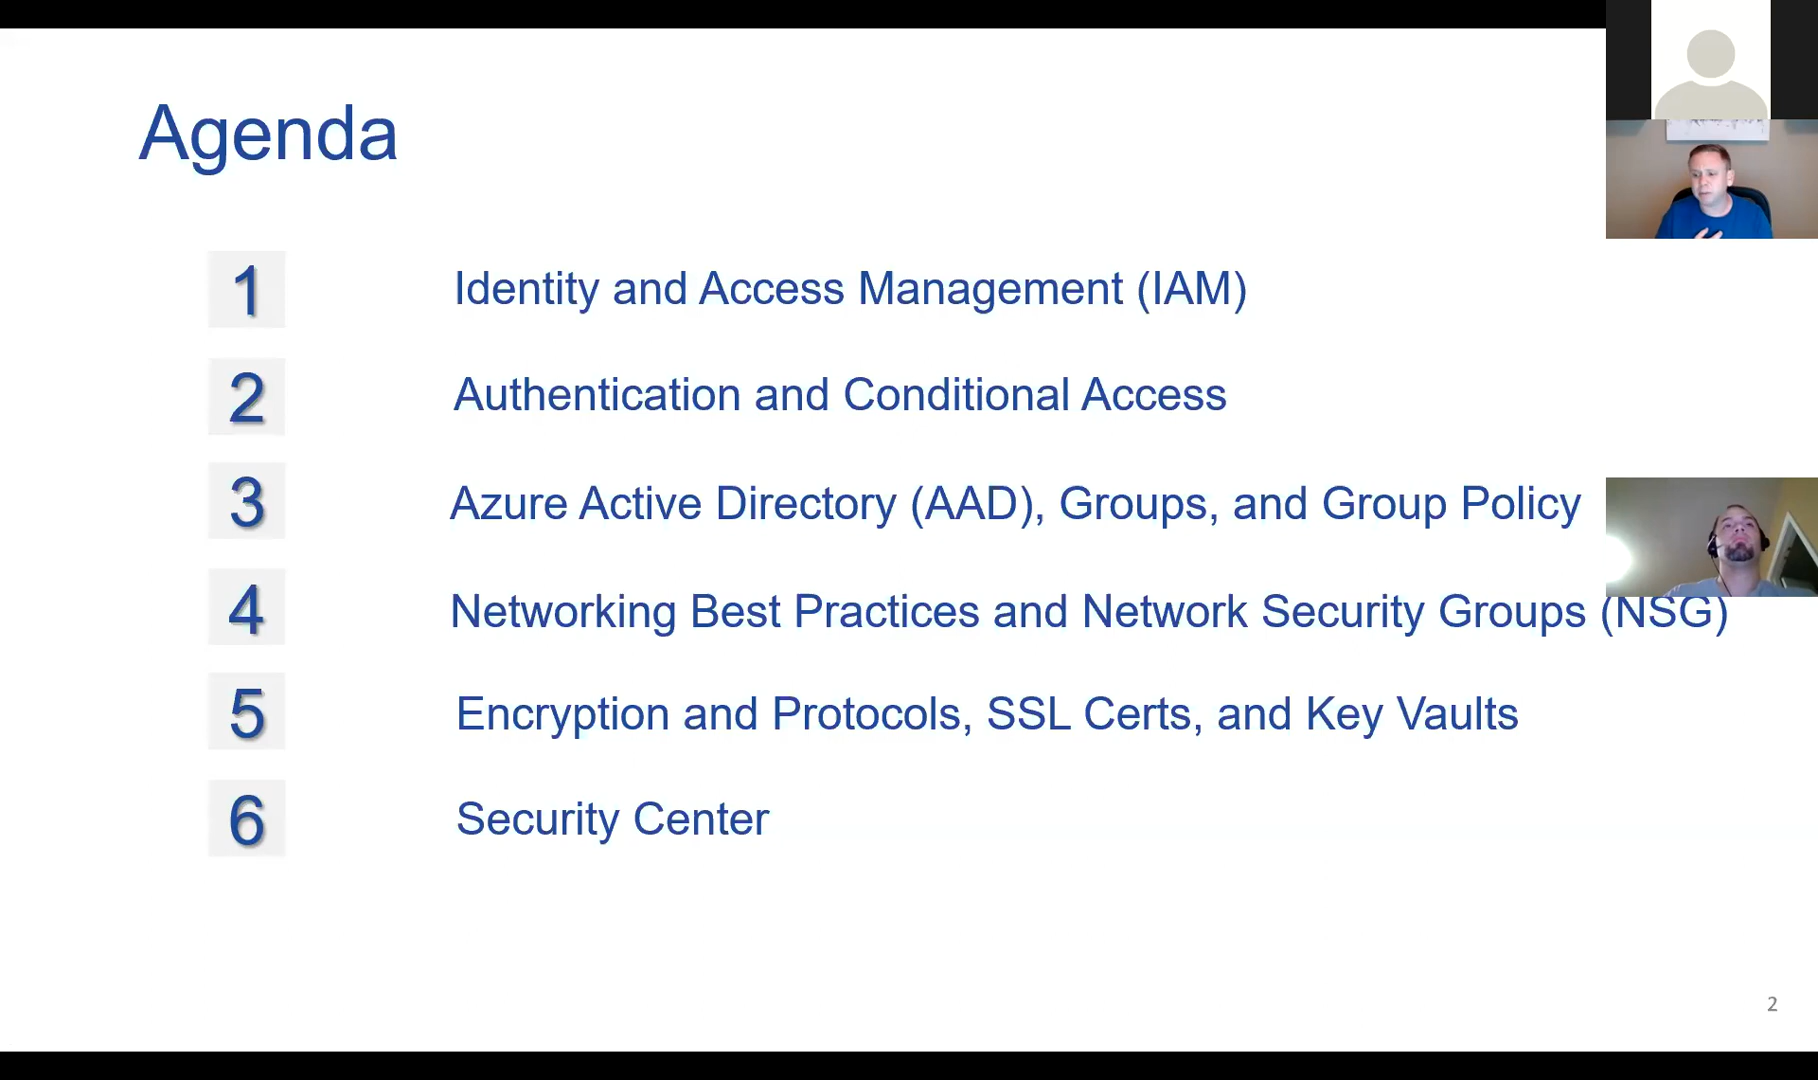 Agenda
1 Identity and Access Management (IAM)
2 Authentication and Conditional Access
3 Azure Active Directory (AAD), Groups, and Group Policy
4 Networking Best Practices and Network Security Groups (NSG)
5 Encryption and Protocols, SSL Certs, and Key Vaults
6 Security Center
2